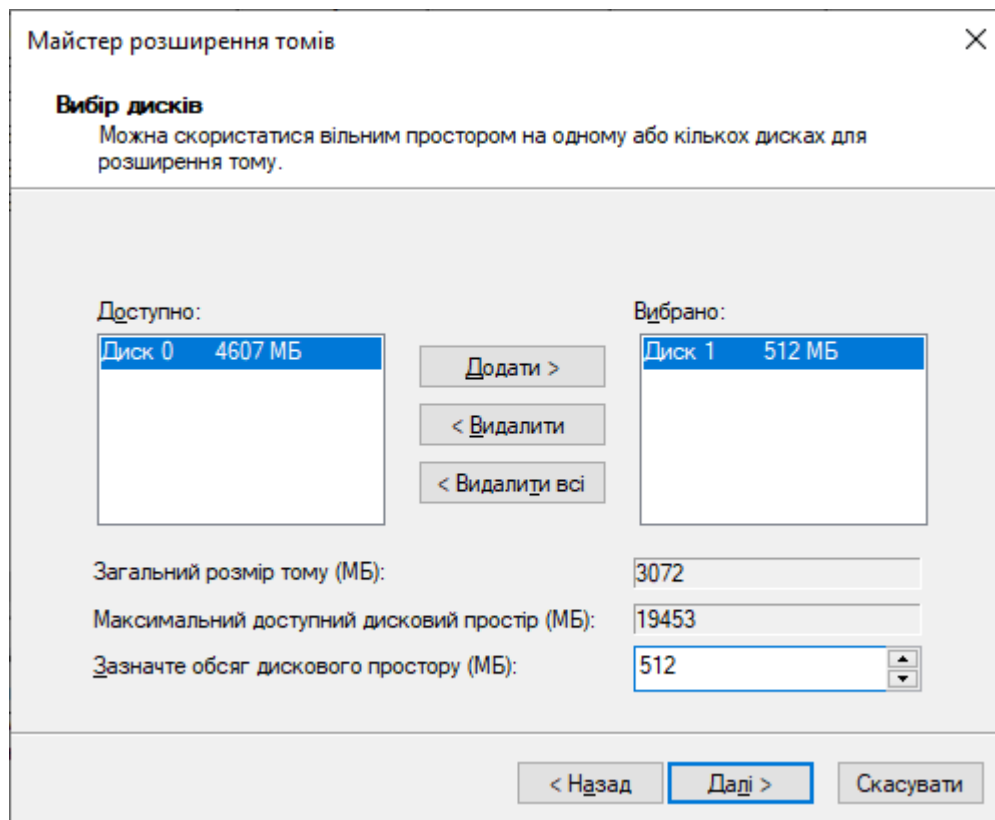 Майстер розширення томів
Вибір дисків
Можна скористатися вільним простором на одному або кількох дисках для
розширення тому.
Доступно:
Вибрано:
Диск 0 4607 МБ
Диск 1 512 МБ
Додати >
< Видалити
< Видалити всі
Загальний розмір тому (МБ): 3072
Максимальний доступний дисковий простір (МБ): 19453
Зазначте обсяг дискового простору (МБ): 512
< Назад
Далі >
Скасувати